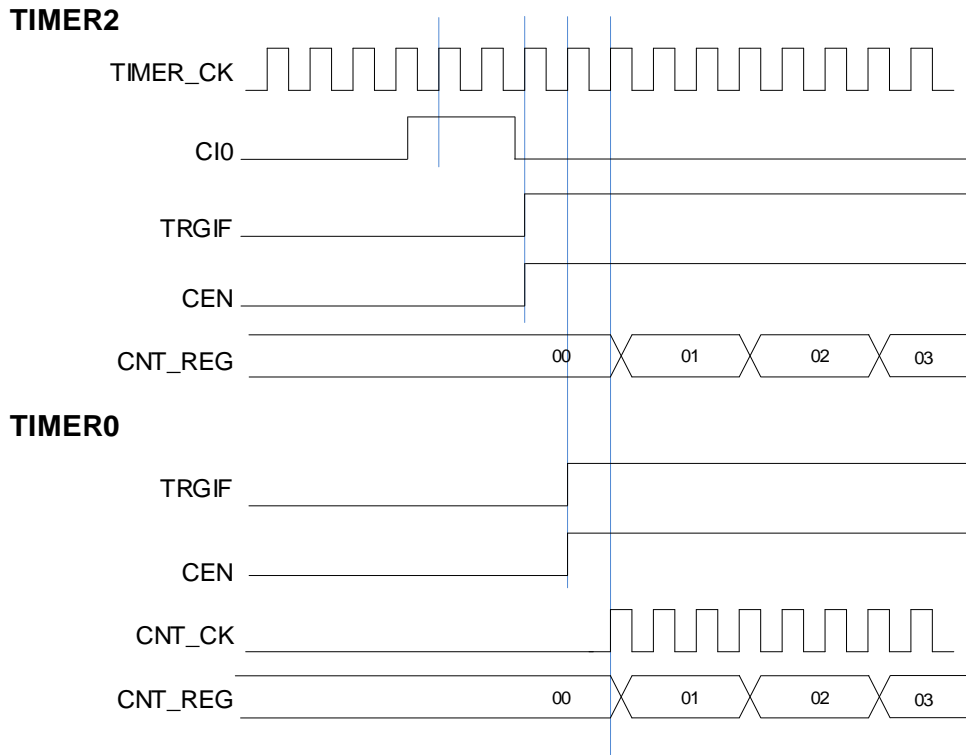 TIMER2
TIMER_CK
CI0
TRGIF
CEN
CNT_REG 00 01 02 03
TIMER0
TRGIF
CEN
CNT_CK
CNT_REG 00 01 02 03